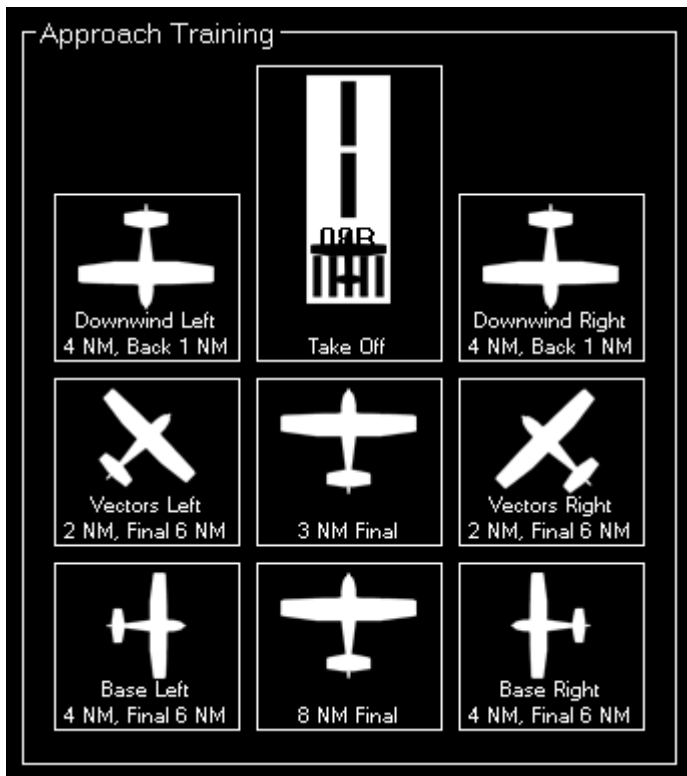 Approach Training
Downwind Left
4 NM, Back 1 NM
Take Off
Downwind Right
4 NM, Back 1 NM
Vectors Left
2 NM, Final 6 NM
3 NM Final
Vectors Right
2 NM, Final 6 NM
Base Left
4 NM, Final 6 NM
8 NM Final
Base Right
4 NM, Final 6 NM